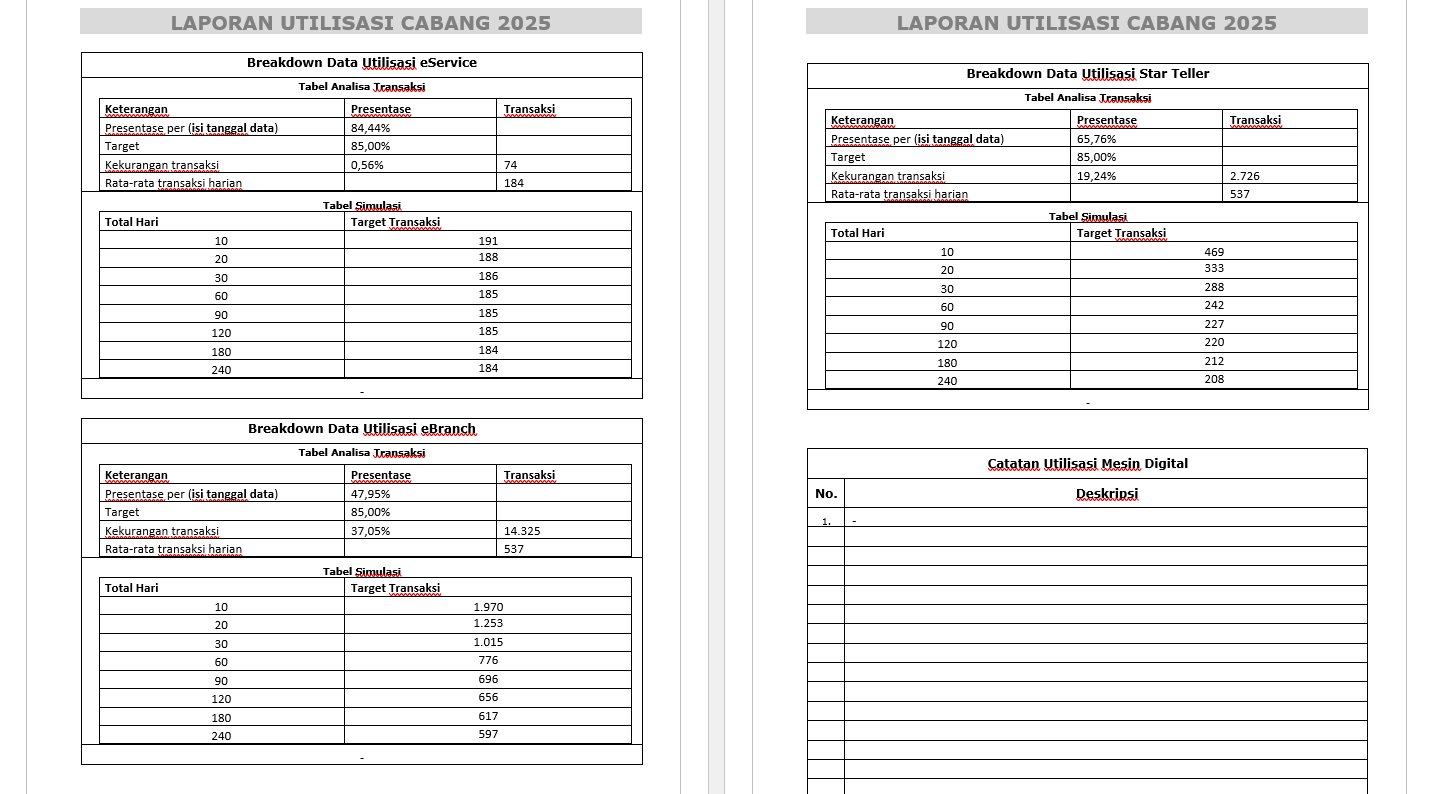 LAPORAN UTILISASI CABANG 2025
Breakdown Data Utilisasi eService
Tabel Analisa Transaksi
Keterangan Presentase Transaksi
Presentase per (isi tanggal data) 84,44%
Target 85,00%
Kekurangan transaksi 0,56% 74
Rata-rata transaksi harian 184
Tabel Simulasi
Total Hari Target Transaksi
10 191
20 188
30 186
60 185
90 185
120 185
180 184
240 184
-
Breakdown Data Utilisasi eBranch
Tabel Analisa Transaksi
Keterangan Presentase Transaksi
Presentase per (isi tanggal data) 47,95%
Target 85,00%
Kekurangan transaksi 37,05% 14.325
Rata-rata transaksi harian 537
Tabel Simulasi
Total Hari Target Transaksi
10 1.970
20 1.253
30 1.015
60 776
90 696
120 656
180 617
240 597
-
LAPORAN UTILISASI CABANG 2025
Breakdown Data Utilisasi Star Teller
Tabel Analisa Transaksi
Keterangan Presentase Transaksi
Presentase per (isi tanggal data) 65,76%
Target 85,00%
Kekurangan transaksi 19,24% 2.726
Rata-rata transaksi harian 537
Tabel Simulasi
Total Hari Target Transaksi
10 469
20 333
30 288
60 242
90 227
120 220
180 212
240 208
-
Catatan Utilisasi Mesin Digital
No. Deskripsi
1. -